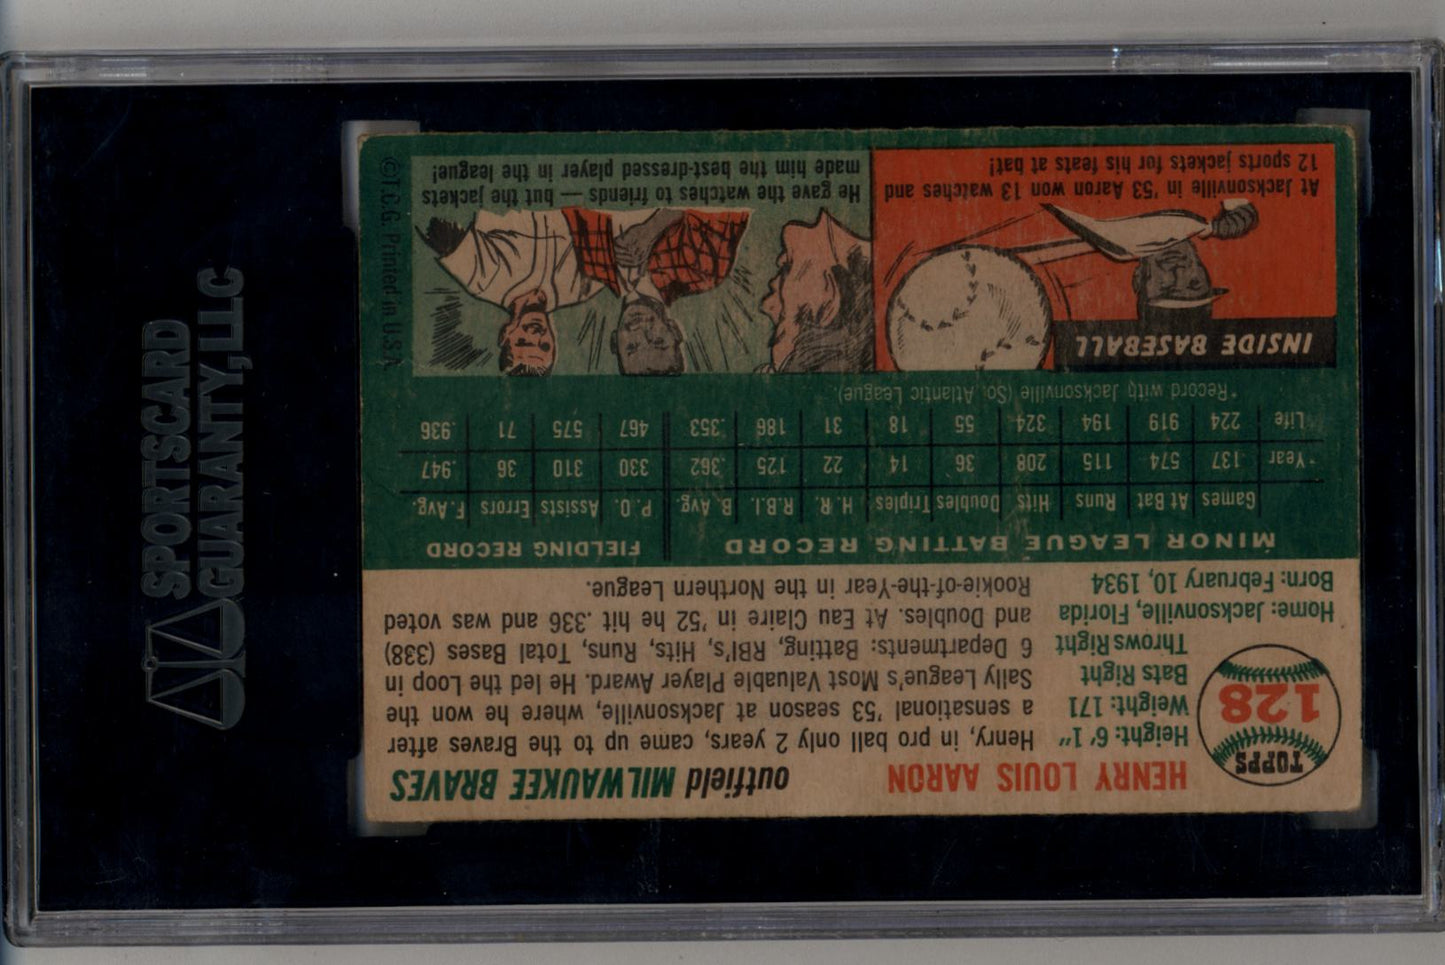 TOPPS
128
HENRY LOUIS AARON outfield MILWAUKEE BRAVES
Height: 6' 1"
Weight: 171
Bats Right
Throws Right
Home: Jacksonville, Florida
Born: February 10, 1934
Henry, in pro ball only 2 years, came up to the Braves after
a sensational '53 season at Jacksonville, where he won the
Sally League's Most Valuable Player Award. He led the Loop in
6 Departments: Batting, RBI's, Hits, Runs, Total Bases (338)
and Doubles. At Eau Claire in '52 he hit .336 and was voted
Rookie-of-the-Year in the Northern League.
MINOR LEAGUE BATTING RECORD FIELDING RECORD
Games At Bat Runs Hits Doubles Triples H. R. R.B.I. B. Avg. P. O. Assists Errors F. Avg.
*Year 137 574 115 208 36 14 22 125 .362 330 310 36 .947
Life 224 919 194 324 55 18 31 186 .353 467 575 71 .936
*Record with Jacksonville (So. Atlantic League).
INSIDE BASEBALL
At Jacksonville in '53 Aaron won 13 watches and
12 sports jackets for his feats at bat!
He gave the watches to friends — but the jackets
made him the best-dressed player in the league!
©T.C.G. Printed in U.S.A.
SPORTSCARD
GUARANTY, LLC